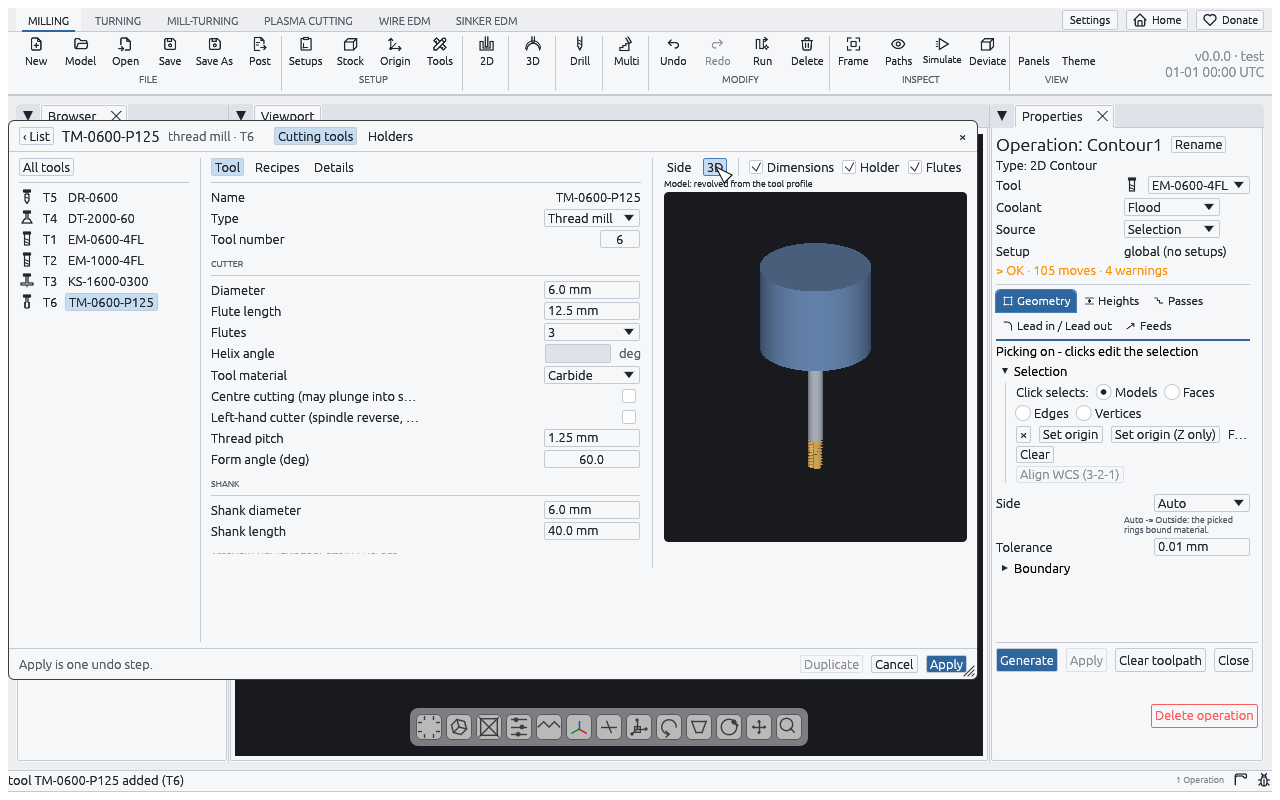 MILLING TURNING MILL-TURNING PLASMA CUTTING WIRE EDM SINKER EDM Settings Home Donate
New Model Open Save Save As Post Setups Stock Origin Tools 2D 3D Drill Multi Undo Redo Run Delete Frame Paths Simulate Deviate Panels Theme
FILE SETUP MODIFY INSPECT VIEW
v0.0.0 · test
01-01 00:00 UTC
Browser Viewport Properties
‹ List TM-0600-P125 thread mill · T6 Cutting tools Holders ×
All tools
T5 DR-0600
T4 DT-2000-60
T1 EM-0600-4FL
T2 EM-1000-4FL
T3 KS-1600-0300
T6 TM-0600-P125
Tool Recipes Details
Name TM-0600-P125
Type Thread mill
Tool number 6
CUTTER
Diameter 6.0 mm
Flute length 12.5 mm
Flutes 3
Helix angle deg
Tool material Carbide
Centre cutting (may plunge into s…
Left-hand cutter (spindle reverse, …
Thread pitch 1.25 mm
Form angle (deg) 60.0
SHANK
Shank diameter 6.0 mm
Shank length 40.0 mm
Side 3D Dimensions Holder Flutes
Model: revolved from the tool profile
Apply is one undo step. Duplicate Cancel Apply
Operation: Contour1 Rename
Type: 2D Contour
Tool EM-0600-4FL
Coolant Flood
Source Selection
Setup global (no setups)
> OK · 105 moves · 4 warnings
Geometry Heights Passes
Lead in / Lead out Feeds
Picking on - clicks edit the selection
Selection
Click selects: Models Faces
Edges Vertices
× Set origin Set origin (Z only) F…
Clear
Align WCS (3-2-1)
Side Auto
Auto -> Outside: the picked
rings bound material.
Tolerance 0.01 mm
Boundary
Generate Apply Clear toolpath Close
Delete operation
tool TM-0600-P125 added (T6) 1 Operation